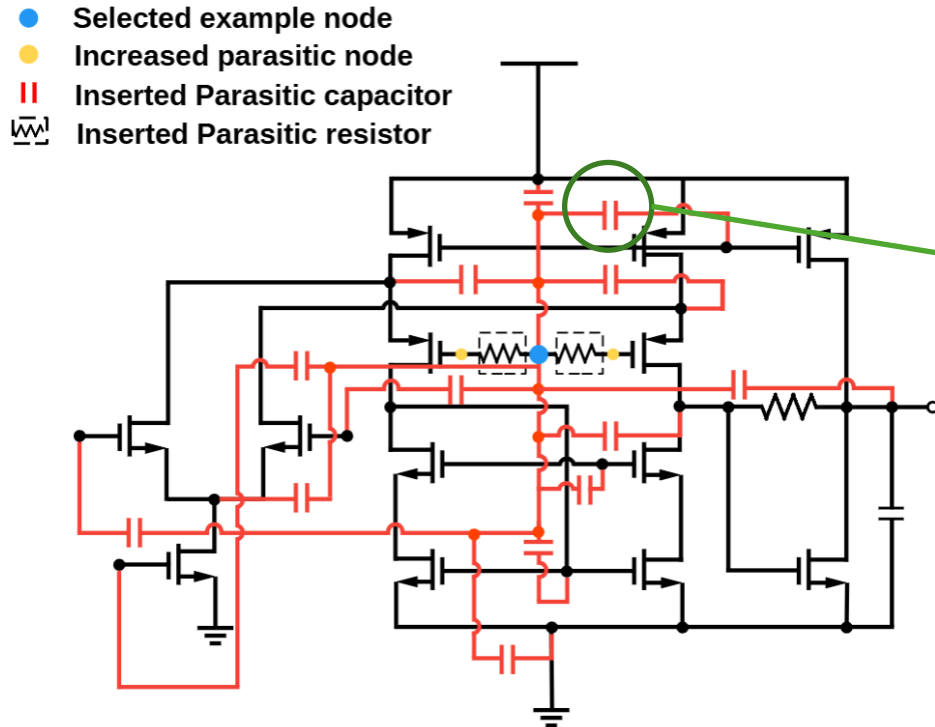 Selected example node
Increased parasitic node
Inserted Parasitic capacitor
Inserted Parasitic resistor